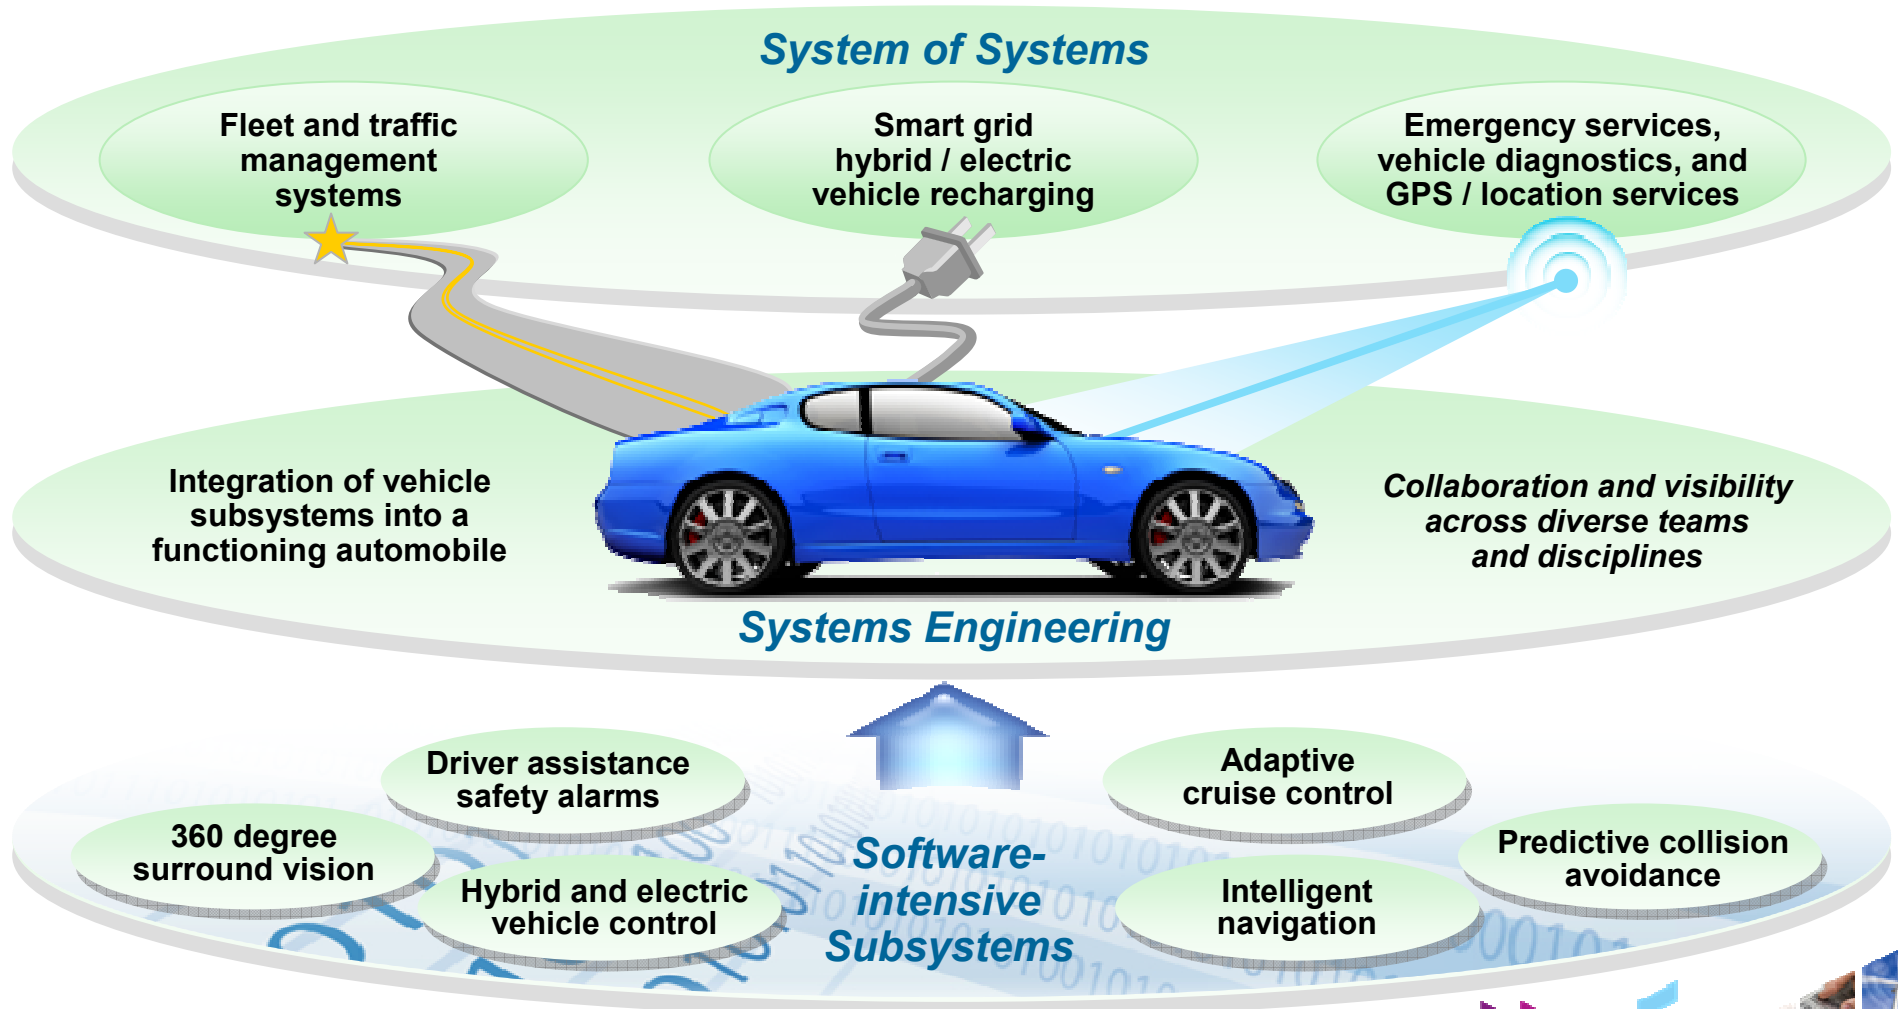 System of Systems
Fleet and traffic
management
systems
Smart grid
hybrid / electric
vehicle recharging
Emergency services,
vehicle diagnostics, and
GPS / location services
Integration of vehicle
subsystems into a
functioning automobile
Collaboration and visibility
across diverse teams
and disciplines
Systems Engineering
Driver assistance
safety alarms
Adaptive
cruise control
360 degree
surround vision
Predictive collision
avoidance
Hybrid and electric
vehicle control
Intelligent
navigation
Software-
intensive
Subsystems